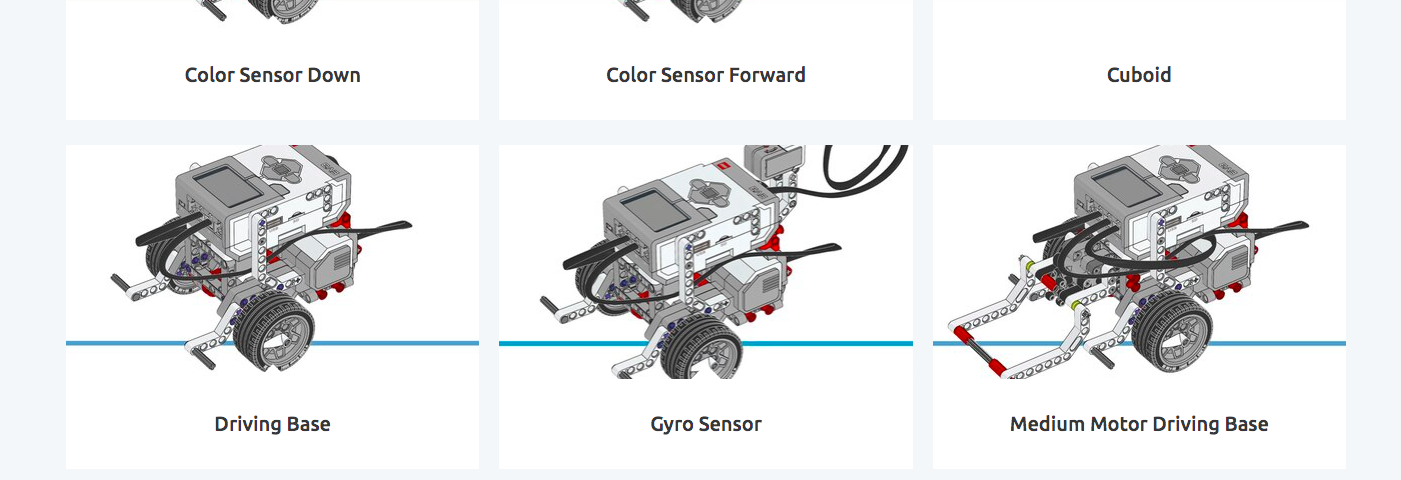 Color Sensor Down
Color Sensor Forward
Cuboid
Driving Base
Gyro Sensor
Medium Motor Driving Base